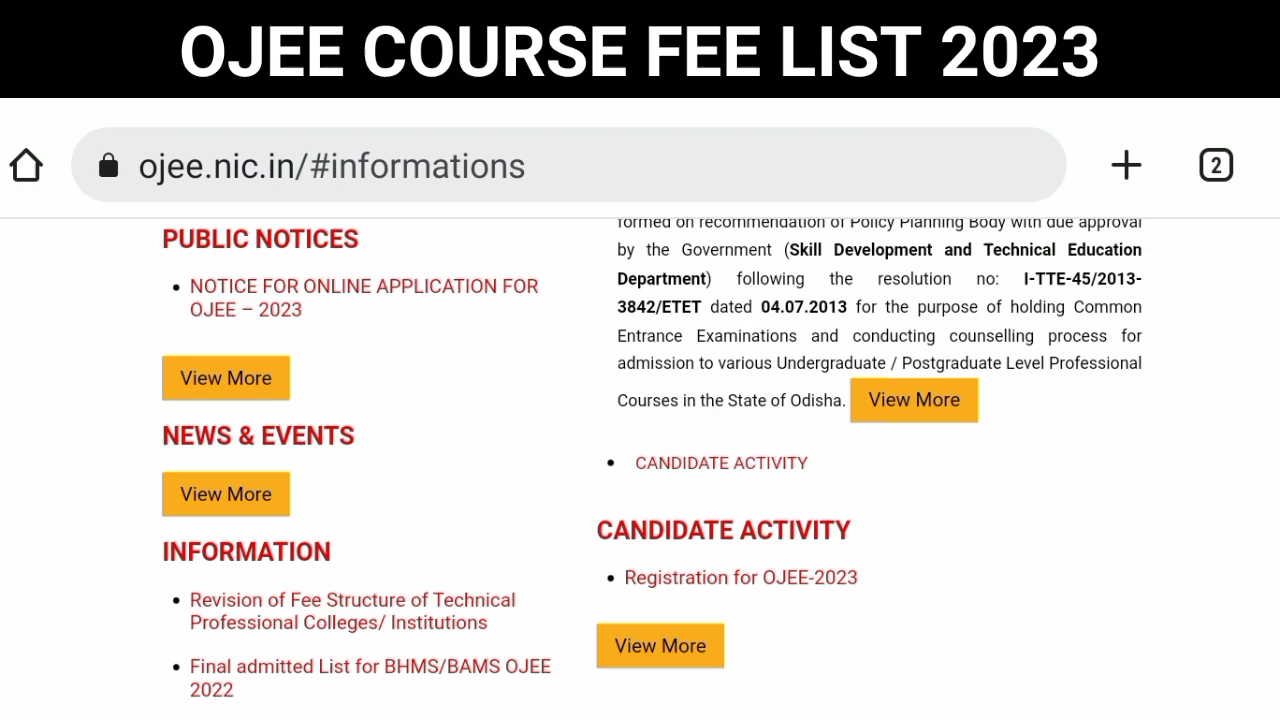 OJEE COURSE FEE LIST 2023
ojee.nic.in/#informations
2
PUBLIC NOTICES
NOTICE FOR ONLINE APPLICATION FOR
OJEE – 2023
View More
NEWS & EVENTS
View More
INFORMATION
Revision of Fee Structure of Technical
Professional Colleges/ Institutions
Final admitted List for BHMS/BAMS OJEE
2022
formed on recommendation of Policy Planning Body with due approval
by the Government (Skill Development and Technical Education
Department) following the resolution no: I-TTE-45/2013-
3842/ETET dated 04.07.2013 for the purpose of holding Common
Entrance Examinations and conducting counselling process for
admission to various Undergraduate / Postgraduate Level Professional
Courses in the State of Odisha. View More
CANDIDATE ACTIVITY
CANDIDATE ACTIVITY
Registration for OJEE-2023
View More